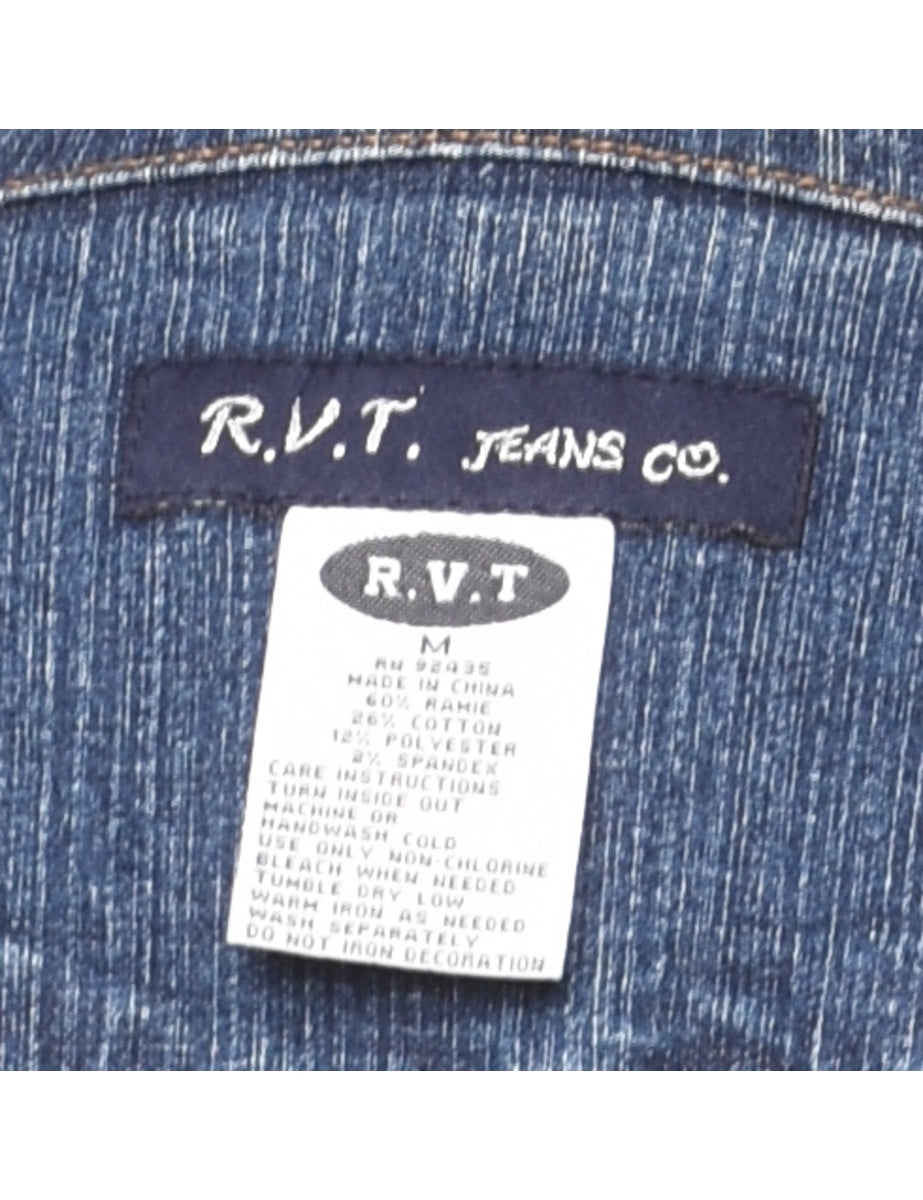 R.V.T. JEANS CO.
R.V.T
M
RN 92435
MADE IN CHINA
60% RAMIE
26% COTTON
12% POLYESTER
2% SPANDEX
CARE INSTRUCTIONS
TURN INSIDE OUT
MACHINE OR
HANDWASH COLD
USE ONLY NON-CHLORINE
BLEACH WHEN NEEDED
TUMBLE DRY LOW
WARM IRON AS NEEDED
WASH SEPARATELY
DO NOT IRON DECORATION